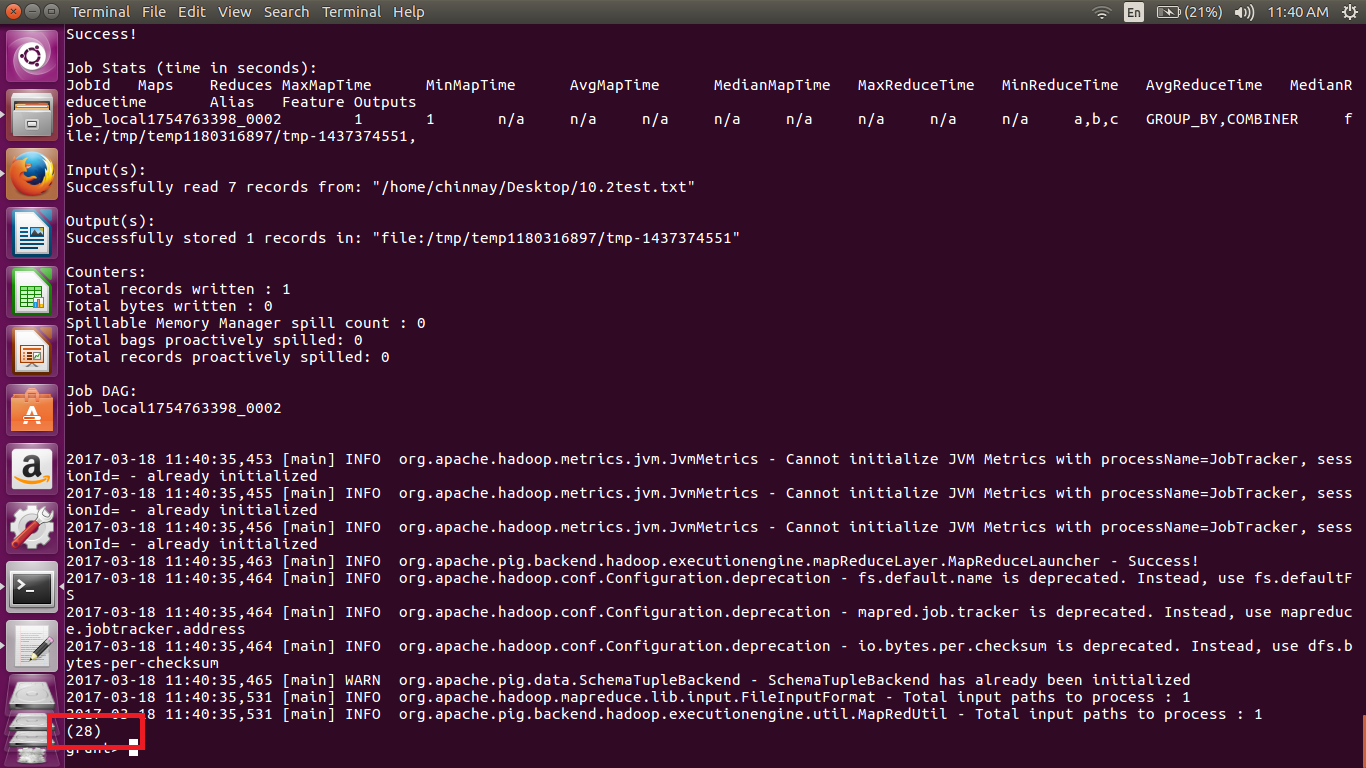 Terminal File Edit View Search Terminal Help En (21%) 11:40 AM
Success!
Job Stats (time in seconds):
JobId Maps Reduces MaxMapTime MinMapTime AvgMapTime MedianMapTime MaxReduceTime MinReduceTime AvgReduceTime MedianR
educetime Alias Feature Outputs
job_local1754763398_0002 1 1 n/a n/a n/a n/a n/a n/a n/a n/a a,b,c GROUP_BY,COMBINER f
ile:/tmp/temp1180316897/tmp-1437374551,
Input(s):
Successfully read 7 records from: "/home/chinmay/Desktop/10.2test.txt"
Output(s):
Successfully stored 1 records in: "file:/tmp/temp1180316897/tmp-1437374551"
Counters:
Total records written : 1
Total bytes written : 0
Spillable Memory Manager spill count : 0
Total bags proactively spilled: 0
Total records proactively spilled: 0
Job DAG:
job_local1754763398_0002
2017-03-18 11:40:35,453 [main] INFO  org.apache.hadoop.metrics.jvm.JvmMetrics - Cannot initialize JVM Metrics with processName=JobTracker, sess
ionId= - already initialized
2017-03-18 11:40:35,455 [main] INFO  org.apache.hadoop.metrics.jvm.JvmMetrics - Cannot initialize JVM Metrics with processName=JobTracker, sess
ionId= - already initialized
2017-03-18 11:40:35,456 [main] INFO  org.apache.hadoop.metrics.jvm.JvmMetrics - Cannot initialize JVM Metrics with processName=JobTracker, sess
ionId= - already initialized
2017-03-18 11:40:35,463 [main] INFO  org.apache.pig.backend.hadoop.executionengine.mapReduceLayer.MapReduceLauncher - Success!
2017-03-18 11:40:35,464 [main] INFO  org.apache.hadoop.conf.Configuration.deprecation - fs.default.name is deprecated. Instead, use fs.defaultF
S
2017-03-18 11:40:35,464 [main] INFO  org.apache.hadoop.conf.Configuration.deprecation - mapred.job.tracker is deprecated. Instead, use mapreduc
e.jobtracker.address
2017-03-18 11:40:35,464 [main] INFO  org.apache.hadoop.conf.Configuration.deprecation - io.bytes.per.checksum is deprecated. Instead, use dfs.b
ytes-per-checksum
2017-03-18 11:40:35,465 [main] WARN  org.apache.pig.data.SchemaTupleBackend - SchemaTupleBackend has already been initialized
2017-03-18 11:40:35,531 [main] INFO  org.apache.hadoop.mapreduce.lib.input.FileInputFormat - Total input paths to process : 1
2017-03-18 11:40:35,531 [main] INFO  org.apache.pig.backend.hadoop.executionengine.util.MapRedUtil - Total input paths to process : 1
(28)
grunt>